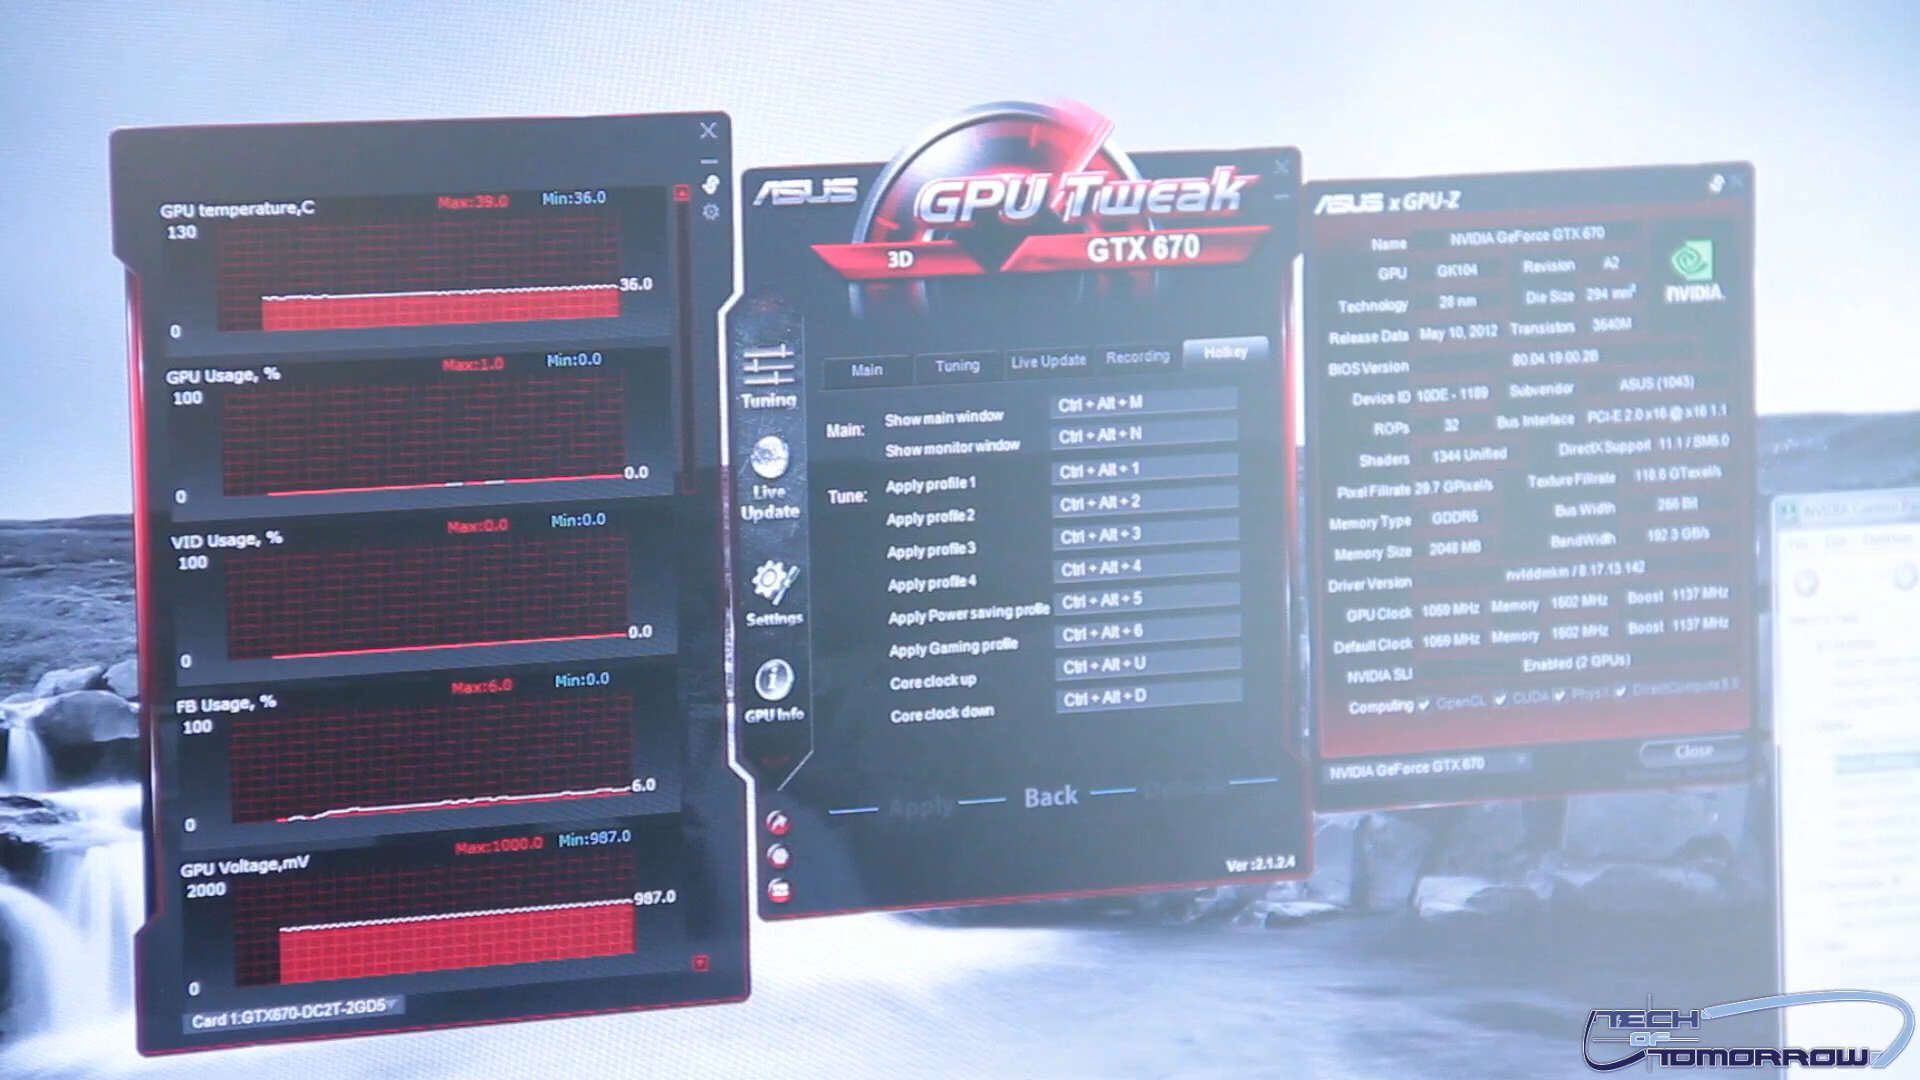 GPU temperature,C
Max:39.0 Min:36.0
130
36.0
0
GPU Usage, %
Max:1.0 Min:0.0
100
0.0
0
VID Usage, %
Max:0.0 Min:0.0
100
0.0
0
FB Usage, %
Max:6.0 Min:0.0
100
6.0
0
GPU Voltage,mV
Max:1000.0 Min:987.0
2000
987.0
0
Card 1:GTX670-DC2T-2GD5
ASUS GPU Tweak
3D GTX 670
Tuning
Live Update
Settings
GPU Info
Main Tuning Live Update Recording Hotkey
Main:
Show main window Ctrl + Alt + M
Show monitor window Ctrl + Alt + N
Tune:
Apply profile 1 Ctrl + Alt + 1
Apply profile 2 Ctrl + Alt + 2
Apply profile 3 Ctrl + Alt + 3
Apply profile 4 Ctrl + Alt + 4
Apply Power saving profile Ctrl + Alt + 5
Apply Gaming profile Ctrl + Alt + 6
Core clock up Ctrl + Alt + U
Core clock down Ctrl + Alt + D
Apply Back
Ver :2.1.2.4
ASUS x GPU-Z
Name NVIDIA GeForce GTX 670
GPU GK104 Revision A2
NVIDIA
Technology 28 nm Die Size 294 mm²
Release Data May 10, 2012 Transistors 3540M
BIOS Version 80.04.19.00.2B
Device ID 10DE - 1189 Subvendor ASUS (1043)
ROPs 32 Bus Interface PCI-E 2.0 x16 @ x16 1.1
Shaders 1344 Unified DirectX Support 11.1 / SM5.0
Pixel Fillrate 29.7 GPixel/s Texture Fillrate 118.6 GTexel/s
Memory Type GDDR5 Bus Width 256 Bit
Memory Size 2048 MB BandWidth 192.3 GB/s
Driver Version nvlddmkm / 8.17.13.142
GPU Clock 1059 MHz Memory 1502 MHz Boost 1137 MHz
Default Clock 1059 MHz Memory 1502 MHz Boost 1137 MHz
NVIDIA SLI Enabled (2 GPUs)
Computing OpenCL CUDA PhysX DirectCompute 5.0
NVIDIA GeForce GTX 670
Close
NVIDIA Control
TECH
OF
TOMORROW